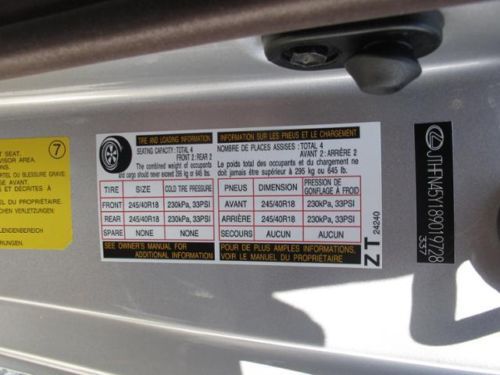 7
T SEAT.
VISOR AREA.
ONS.
TIRE AND LOADING INFORMATION
SEATING CAPACITY : TOTAL 4
FRONT 2 : REAR 2
The combined weight of occupants
and cargo should never exceed 295 kg or 645 lbs.
TIRE SIZE COLD TIRE PRESSURE
FRONT 245/40R18 230kPa, 33PSI
REAR 245/40R18 230kPa, 33PSI
SPARE NONE NONE
SEE OWNER'S MANUAL FOR
ADDITIONAL INFORMATION
RENSEIGNEMENTS SUR LES PNEUS ET LE CHARGEMENT
NOMBRE DE PLACES ASSISES : TOTAL 4
AVANT 2 : ARRIÈRE 2
Le poids total des occupants et du chargement
ne doit jamais être supérieur à 295 kg ou 645 lb.
PNEUS DIMENSION PRESSION DE
GONFLAGE À FROID
AVANT 245/40R18 230kPa, 33PSI
ARRIÈRE 245/40R18 230kPa, 33PSI
SECOURS AUCUN AUCUN
POUR DE PLUS AMPLES INFORMATIONS,
VOIR LE MANUEL DU PROPRIÉTAIRE
ZT 24240
JTHFN45Y189019728
337